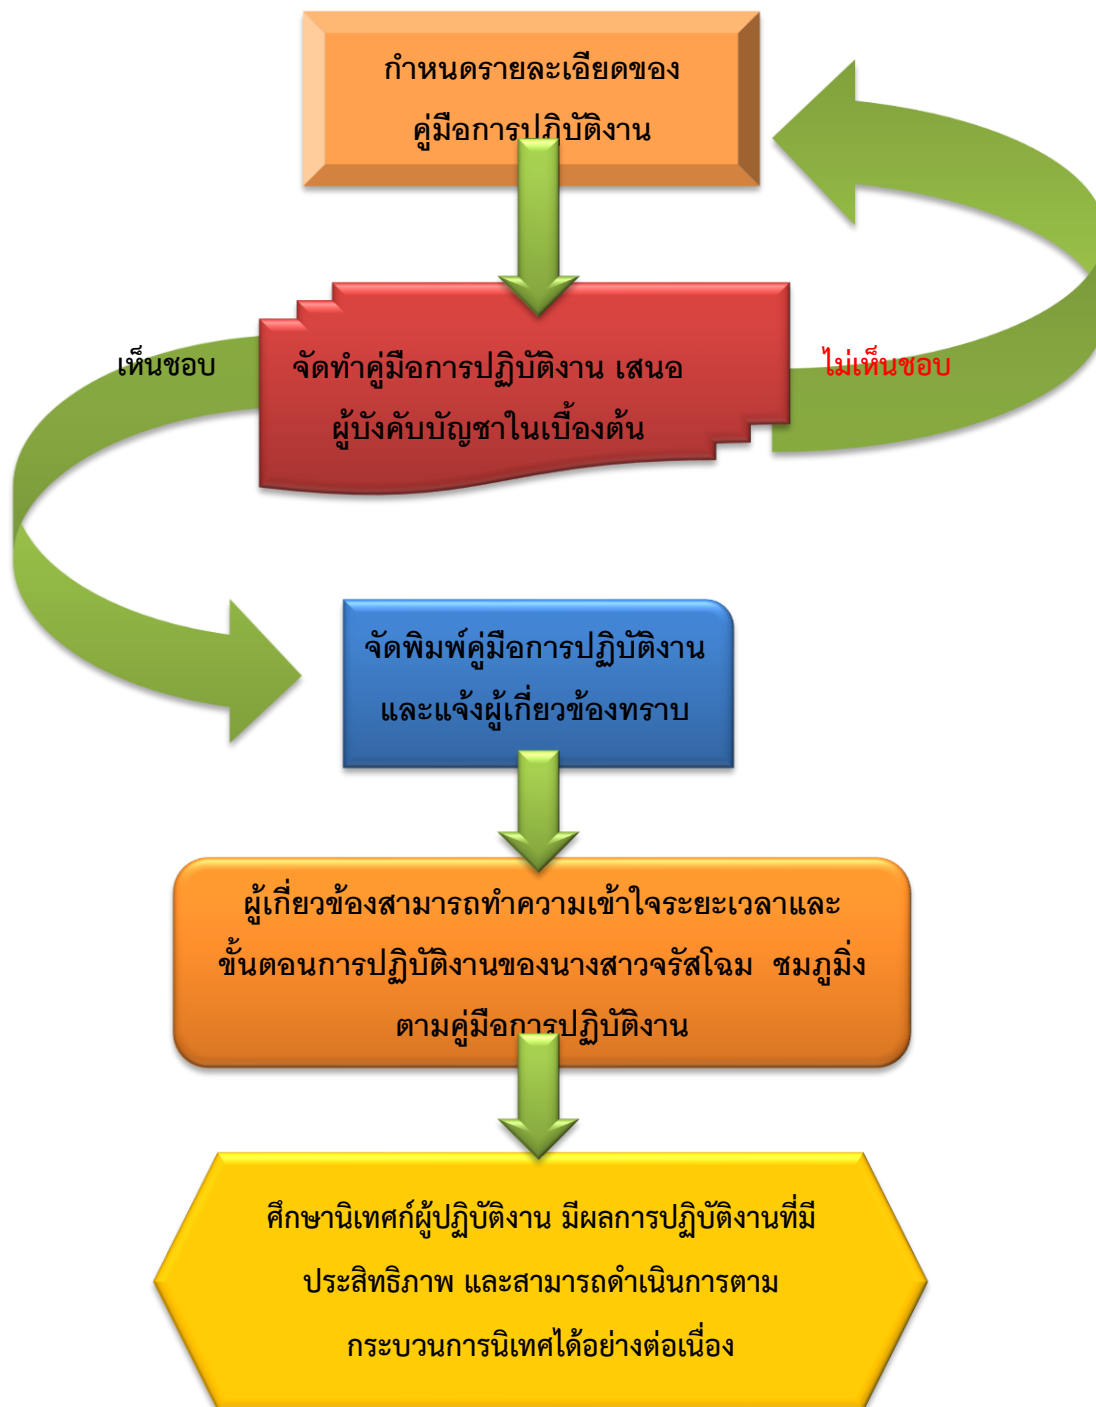 กำหนดรายละเอียดของ
คู่มือการปฏิบัติงาน
เห็นชอบ
จัดทำคู่มือการปฏิบัติงาน เสนอ
ผู้บังคับบัญชาในเบื้องต้น
ไม่เห็นชอบ
จัดพิมพ์คู่มือการปฏิบัติงาน
และแจ้งผู้เกี่ยวข้องทราบ
ผู้เกี่ยวข้องสามารถทำความเข้าใจระยะเวลาและ
ขั้นตอนการปฏิบัติงานของนางสาวจรัสโฉม ชมภูมิ่ง
ตามคู่มือการปฏิบัติงาน
ศึกษานิเทศก์ผู้ปฏิบัติงาน มีผลการปฏิบัติงานที่มี
ประสิทธิภาพ และสามารถดำเนินการตาม
กระบวนการนิเทศได้อย่างต่อเนื่อง